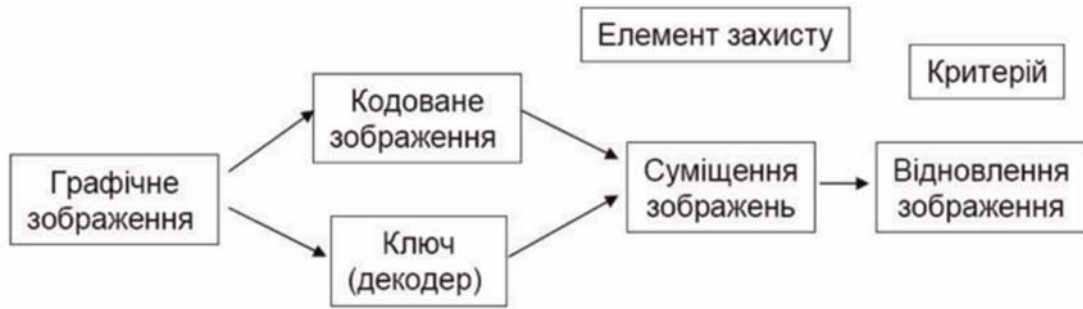 Елемент захисту
Критерій
Кодоване
зображення
Графічне
зображення
Ключ
(декодер)
Суміщення
зображень
Відновлення
зображення